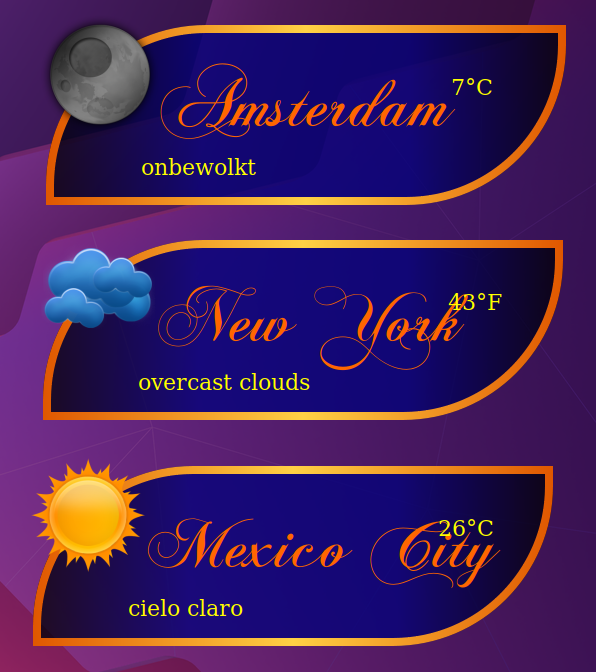 Amsterdam 7°C
onbewolkt
New York 43°F
overcast clouds
Mexico City 26°C
cielo claro